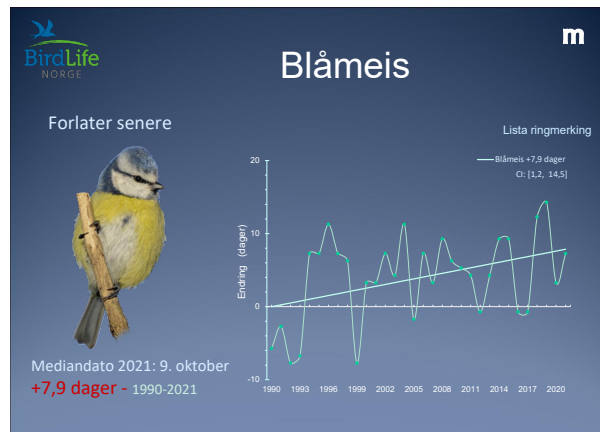 BirdLife
NORGE
m
Blåmeis
Forlater senere
Lista ringmerking
Blåmeis +7,9 dager
CI: [1,2, 14,5]
Endring (dager)
20
10
0
-10
1990 1993 1996 1999 2002 2005 2008 2011 2014 2017 2020
Mediandato 2021: 9. oktober
+7,9 dager - 1990-2021